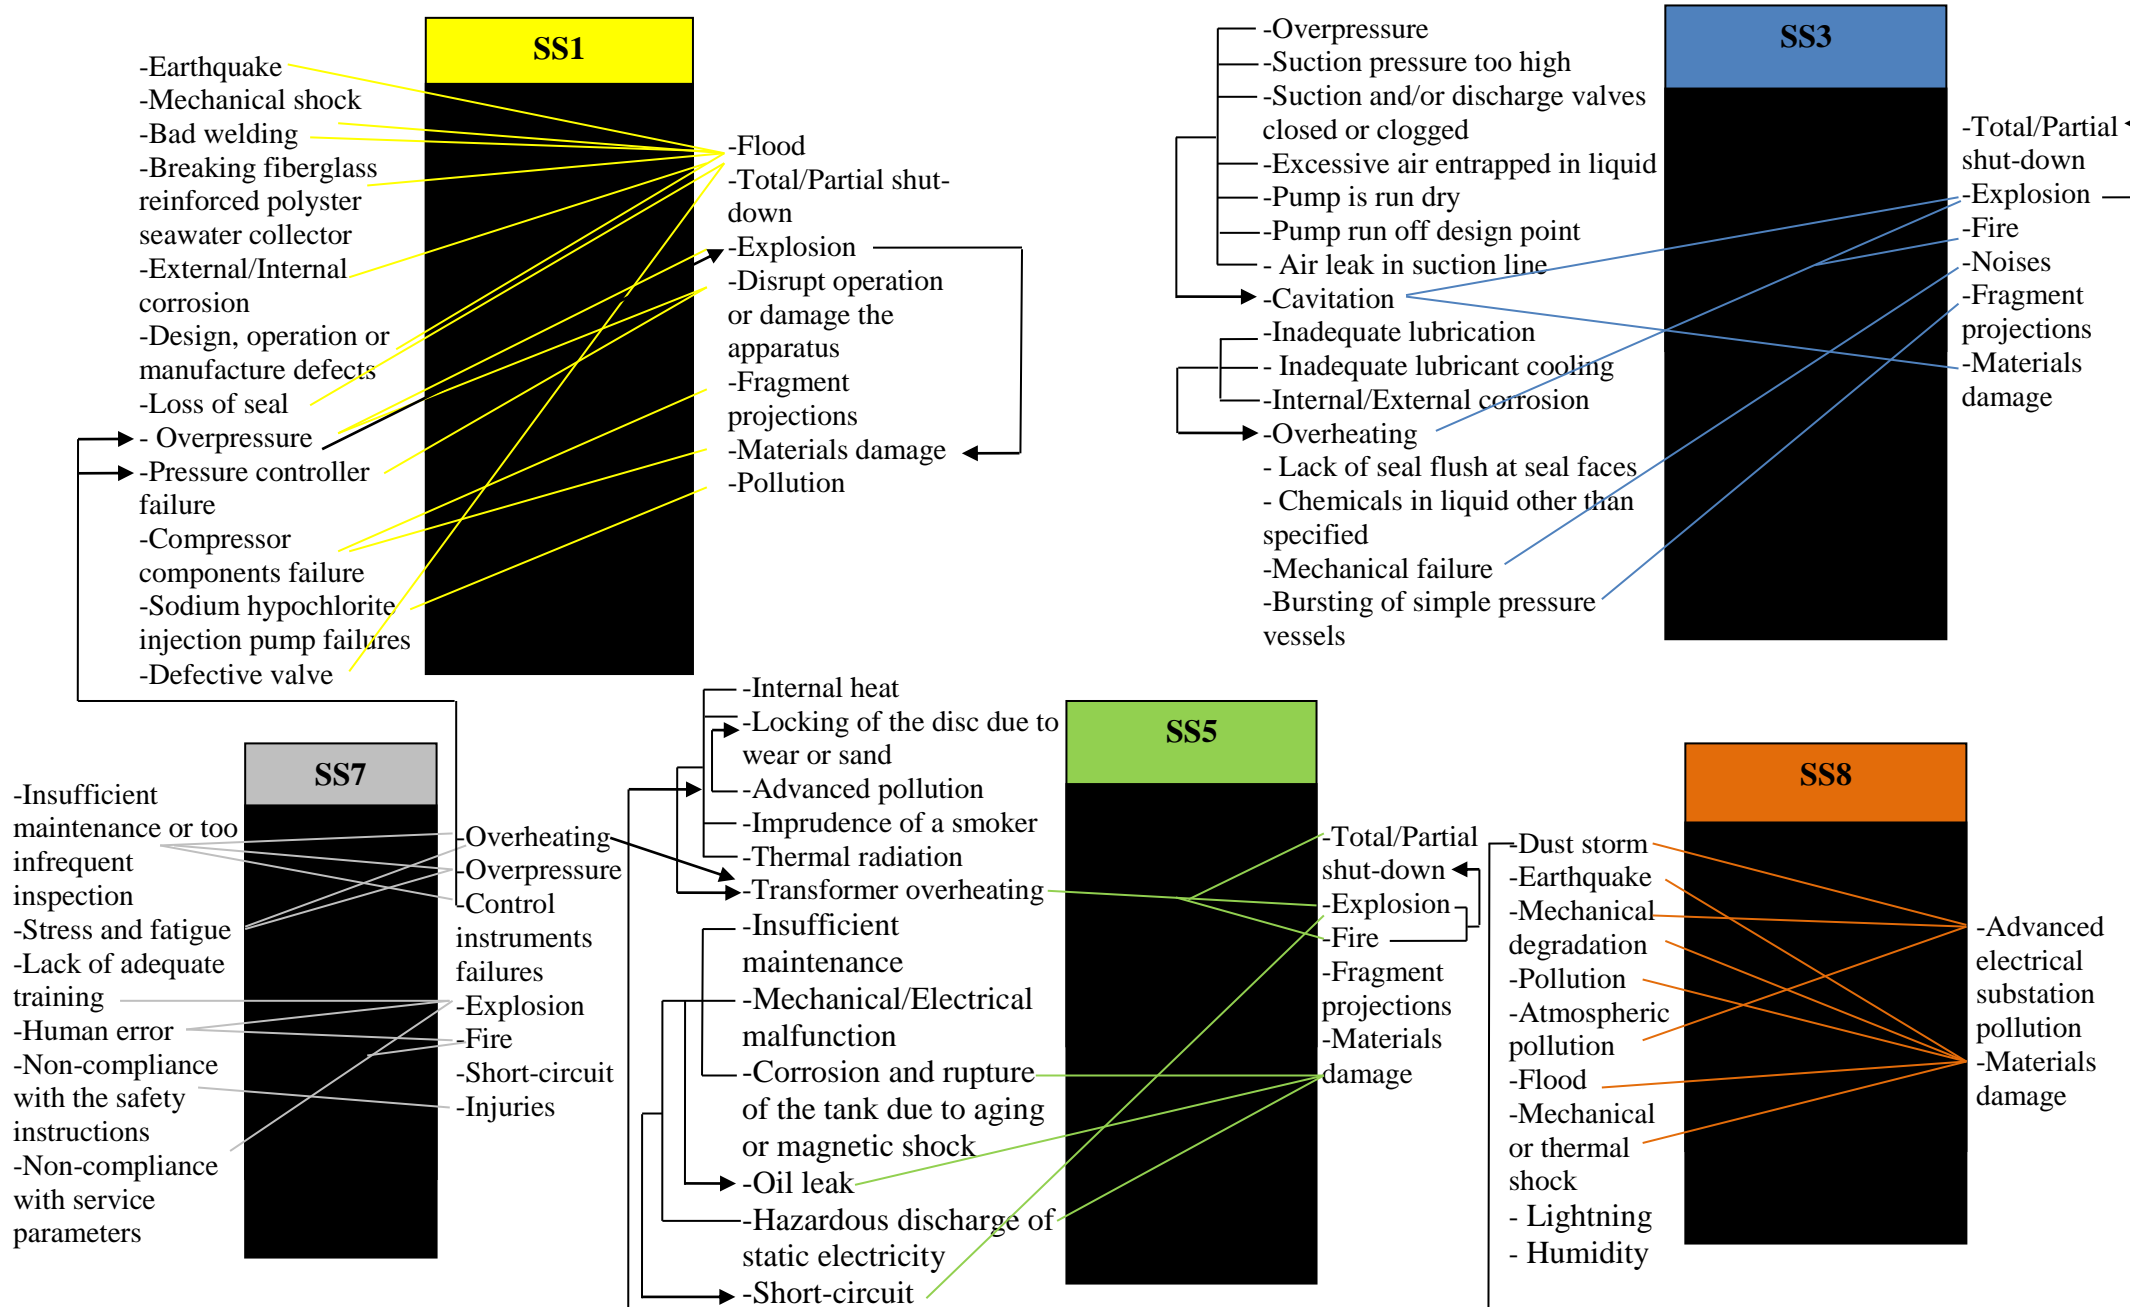 SS1
-Earthquake
-Mechanical shock
-Bad welding
-Breaking fiberglass
reinforced polyster
seawater collector
-External/Internal
corrosion
-Design, operation or
manufacture defects
-Loss of seal
- Overpressure
-Pressure controller
failure
-Compressor
components failure
-Sodium hypochlorite
injection pump failures
-Defective valve
-Flood
-Total/Partial shut-
down
-Explosion
-Disrupt operation
or damage the
apparatus
-Fragment
projections
-Materials damage
-Pollution
SS3
-Overpressure
-Suction pressure too high
-Suction and/or discharge valves
closed or clogged
-Excessive air entrapped in liquid
-Pump is run dry
-Pump run off design point
- Air leak in suction line
-Cavitation
-Inadequate lubrication
- Inadequate lubricant cooling
-Internal/External corrosion
-Overheating
- Lack of seal flush at seal faces
- Chemicals in liquid other than
specified
-Mechanical failure
-Bursting of simple pressure
vessels
-Total/Partial
shut-down
-Explosion
-Fire
-Noises
-Fragment
projections
-Materials
damage
SS7
-Insufficient
maintenance or too
infrequent
inspection
-Stress and fatigue
-Lack of adequate
training
-Human error
-Non-compliance
with the safety
instructions
-Non-compliance
with service
parameters
-Overheating
-Overpressure
-Control
instruments
failures
-Explosion
-Fire
-Short-circuit
-Injuries
SS5
-Internal heat
-Locking of the disc due to
wear or sand
-Advanced pollution
-Imprudence of a smoker
-Thermal radiation
-Transformer overheating
-Insufficient
maintenance
-Mechanical/Electrical
malfunction
-Corrosion and rupture
of the tank due to aging
or magnetic shock
-Oil leak
-Hazardous discharge of
static electricity
-Short-circuit
-Total/Partial
shut-down
-Explosion
-Fire
-Fragment
projections
-Materials
damage
SS8
-Dust storm
-Earthquake
-Mechanical
degradation
-Pollution
-Atmospheric
pollution
-Flood
-Mechanical
or thermal
shock
- Lightning
- Humidity
-Advanced
electrical
substation
pollution
-Materials
damage